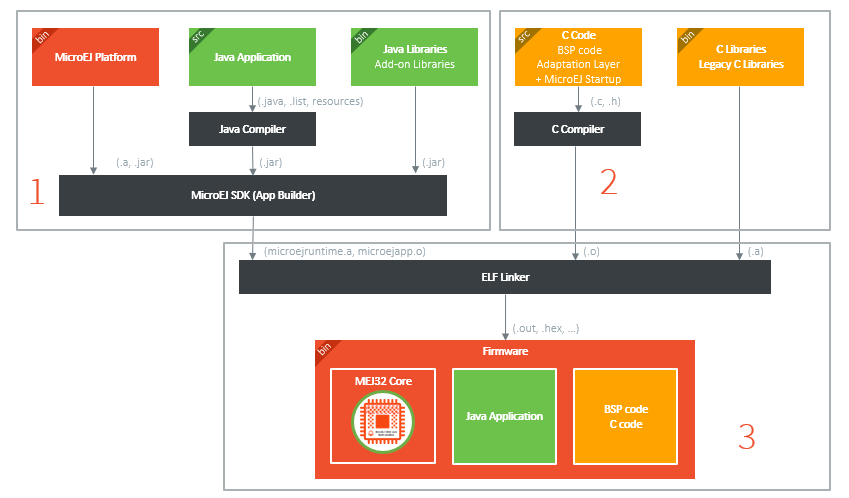 bin
MicroEJ Platform
src
Java Application
bin
Java Libraries
Add-on Libraries
(.java, .list, resources)
Java Compiler
(.a, .jar)
(.jar)
(.jar)
1
MicroEJ SDK (App Builder)
src
C Code
BSP code
Adaptation Layer
+ MicroEJ Startup
bin
C Libraries
Legacy C Libraries
(.c, .h)
C Compiler
2
(microejruntime.a, microejapp.o)
(.o)
(.a)
ELF Linker
(.out, .hex, ...)
bin
Firmware
MEJ32 Core
Java Application
BSP code
C code
3